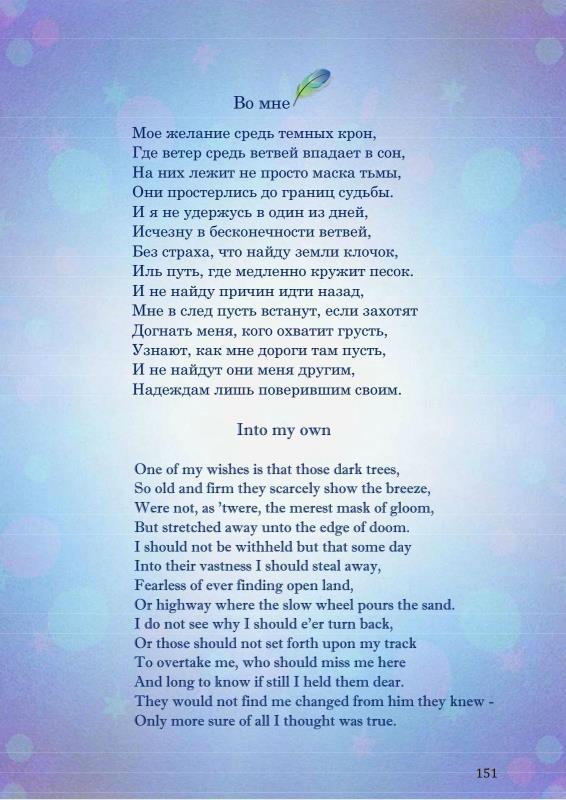 Во мне
Мое желание средь темных крон,
Где ветер средь ветвей впадает в сон,
На них лежит не просто маска тьмы,
Они простерлись до границ судьбы.
И я не удержусь в один из дней,
Исчезну в бесконечности ветвей,
Без страха, что найду земли клочок,
Иль путь, где медленно кружит песок.
И не найду причин идти назад,
Мне в след пусть встанут, если захотят
Догнать меня, кого охватит грусть,
Узнают, как мне дороги там пусть,
И не найдут они меня другим,
Надеждам лишь поверившим своим.
Into my own
One of my wishes is that those dark trees,
So old and firm they scarcely show the breeze,
Were not, as ’twere, the merest mask of gloom,
But stretched away unto the edge of doom.
I should not be withheld but that some day
Into their vastness I should steal away,
Fearless of ever finding open land,
Or highway where the slow wheel pours the sand.
I do not see why I should e’er turn back,
Or those should not set forth upon my track
To overtake me, who should miss me here
And long to know if still I held them dear.
They would not find me changed from him they knew -
Only more sure of all I thought was true.
151